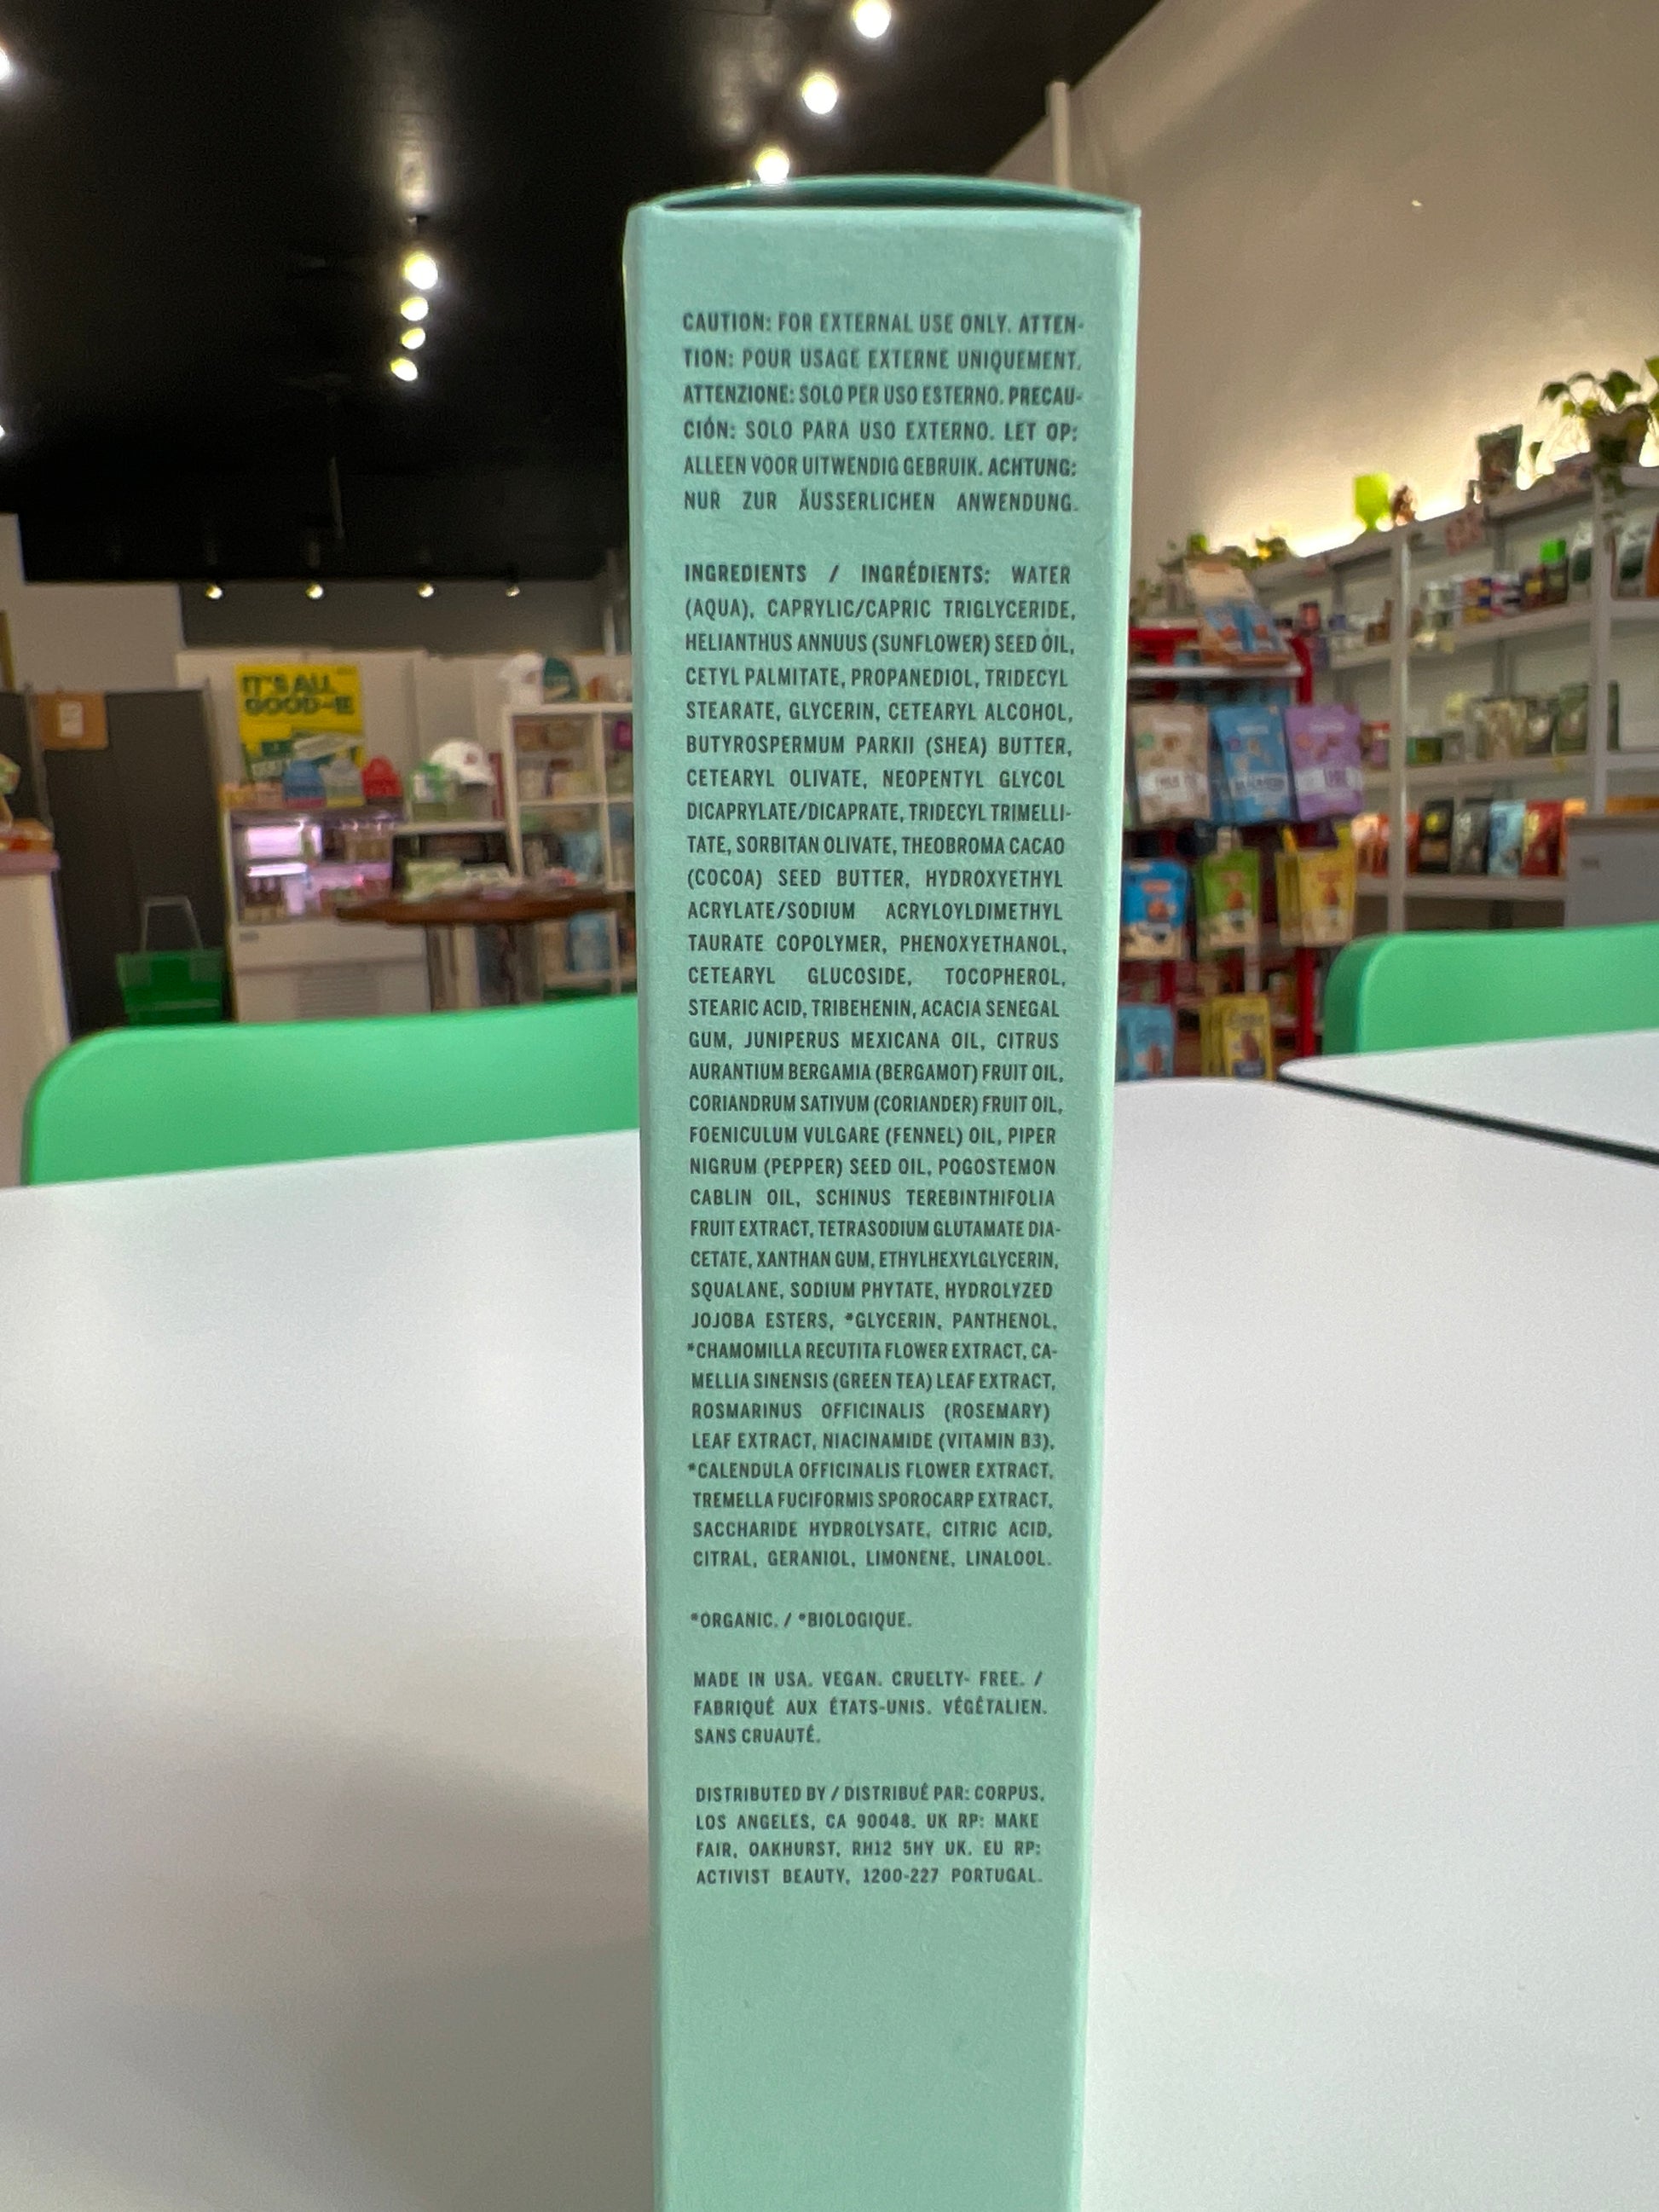 CAUTION: FOR EXTERNAL USE ONLY. ATTEN-
TION: POUR USAGE EXTERNE UNIQUEMENT.
ATTENZIONE: SOLO PER USO ESTERNO. PRECAU-
CIÓN: SOLO PARA USO EXTERNO. LET OP:
ALLEEN VOOR UITWENDIG GEBRUIK. ACHTUNG:
NUR ZUR ÄUSSERLICHEN ANWENDUNG.
INGREDIENTS / INGRÉDIENTS: WATER
(AQUA), CAPRYLIC/CAPRIC TRIGLYCERIDE,
HELIANTHUS ANNUUS (SUNFLOWER) SEED OIL,
CETYL PALMITATE, PROPANEDIOL, TRIDECYL
STEARATE, GLYCERIN, CETEARYL ALCOHOL,
BUTYROSPERMUM PARKII (SHEA) BUTTER,
CETEARYL OLIVATE, NEOPENTYL GLYCOL
DICAPRYLATE/DICAPRATE, TRIDECYL TRIMELLI-
TATE, SORBITAN OLIVATE, THEOBROMA CACAO
(COCOA) SEED BUTTER, HYDROXYETHYL
ACRYLATE/SODIUM ACRYLOYLDIMETHYL
TAURATE COPOLYMER, PHENOXYETHANOL,
CETEARYL GLUCOSIDE, TOCOPHEROL,
STEARIC ACID, TRIBEHENIN, ACACIA SENEGAL
GUM, JUNIPERUS MEXICANA OIL, CITRUS
AURANTIUM BERGAMIA (BERGAMOT) FRUIT OIL,
CORIANDRUM SATIVUM (CORIANDER) FRUIT OIL,
FOENICULUM VULGARE (FENNEL) OIL, PIPER
NIGRUM (PEPPER) SEED OIL, POGOSTEMON
CABLIN OIL, SCHINUS TEREBINTHIFOLIA
FRUIT EXTRACT, TETRASODIUM GLUTAMATE DIA-
CETATE, XANTHAN GUM, ETHYLHEXYLGLYCERIN,
SQUALANE, SODIUM PHYTATE, HYDROLYZED
JOJOBA ESTERS, *GLYCERIN, PANTHENOL,
*CHAMOMILLA RECUTITA FLOWER EXTRACT, CA-
MELLIA SINENSIS (GREEN TEA) LEAF EXTRACT,
ROSMARINUS OFFICINALIS (ROSEMARY)
LEAF EXTRACT, NIACINAMIDE (VITAMIN B3),
*CALENDULA OFFICINALIS FLOWER EXTRACT,
TREMELLA FUCIFORMIS SPOROCARP EXTRACT,
SACCHARIDE HYDROLYSATE, CITRIC ACID,
CITRAL, GERANIOL, LIMONENE, LINALOOL.
*ORGANIC. / *BIOLOGIQUE.
MADE IN USA. VEGAN. CRUELTY- FREE. /
FABRIQUÉ AUX ÉTATS-UNIS. VÉGÉTALIEN.
SANS CRUAUTÉ.
DISTRIBUTED BY / DISTRIBUÉ PAR: CORPUS,
LOS ANGELES, CA 90048. UK RP: MAKE
FAIR, OAKHURST, RH12 5HY UK. EU RP:
ACTIVIST BEAUTY, 1200-227 PORTUGAL.
IT'S ALL
GOOD-IE